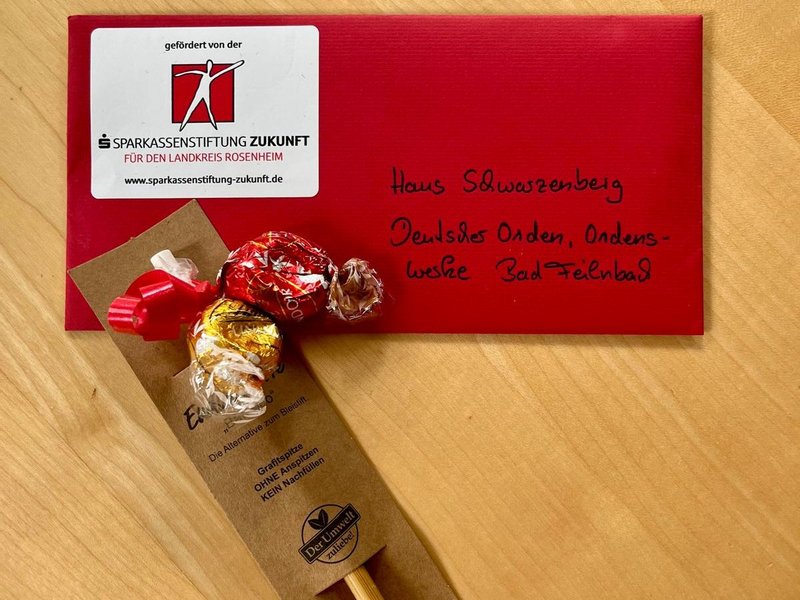 gefördert von der
SPARKASSENSTIFTUNG ZUKUNFT
FÜR DEN LANDKREIS ROSENHEIM
www.sparkassenstiftung-zukunft.de
Haus Schwarzenberg
Deutscher Orden, Ordens-
werke Bad Feilnbach
Die Alternative zum Bleistift
Grafitspitze
OHNE Anspitzen
KEIN Nachfüllen
Der Umwelt
zuliebe!